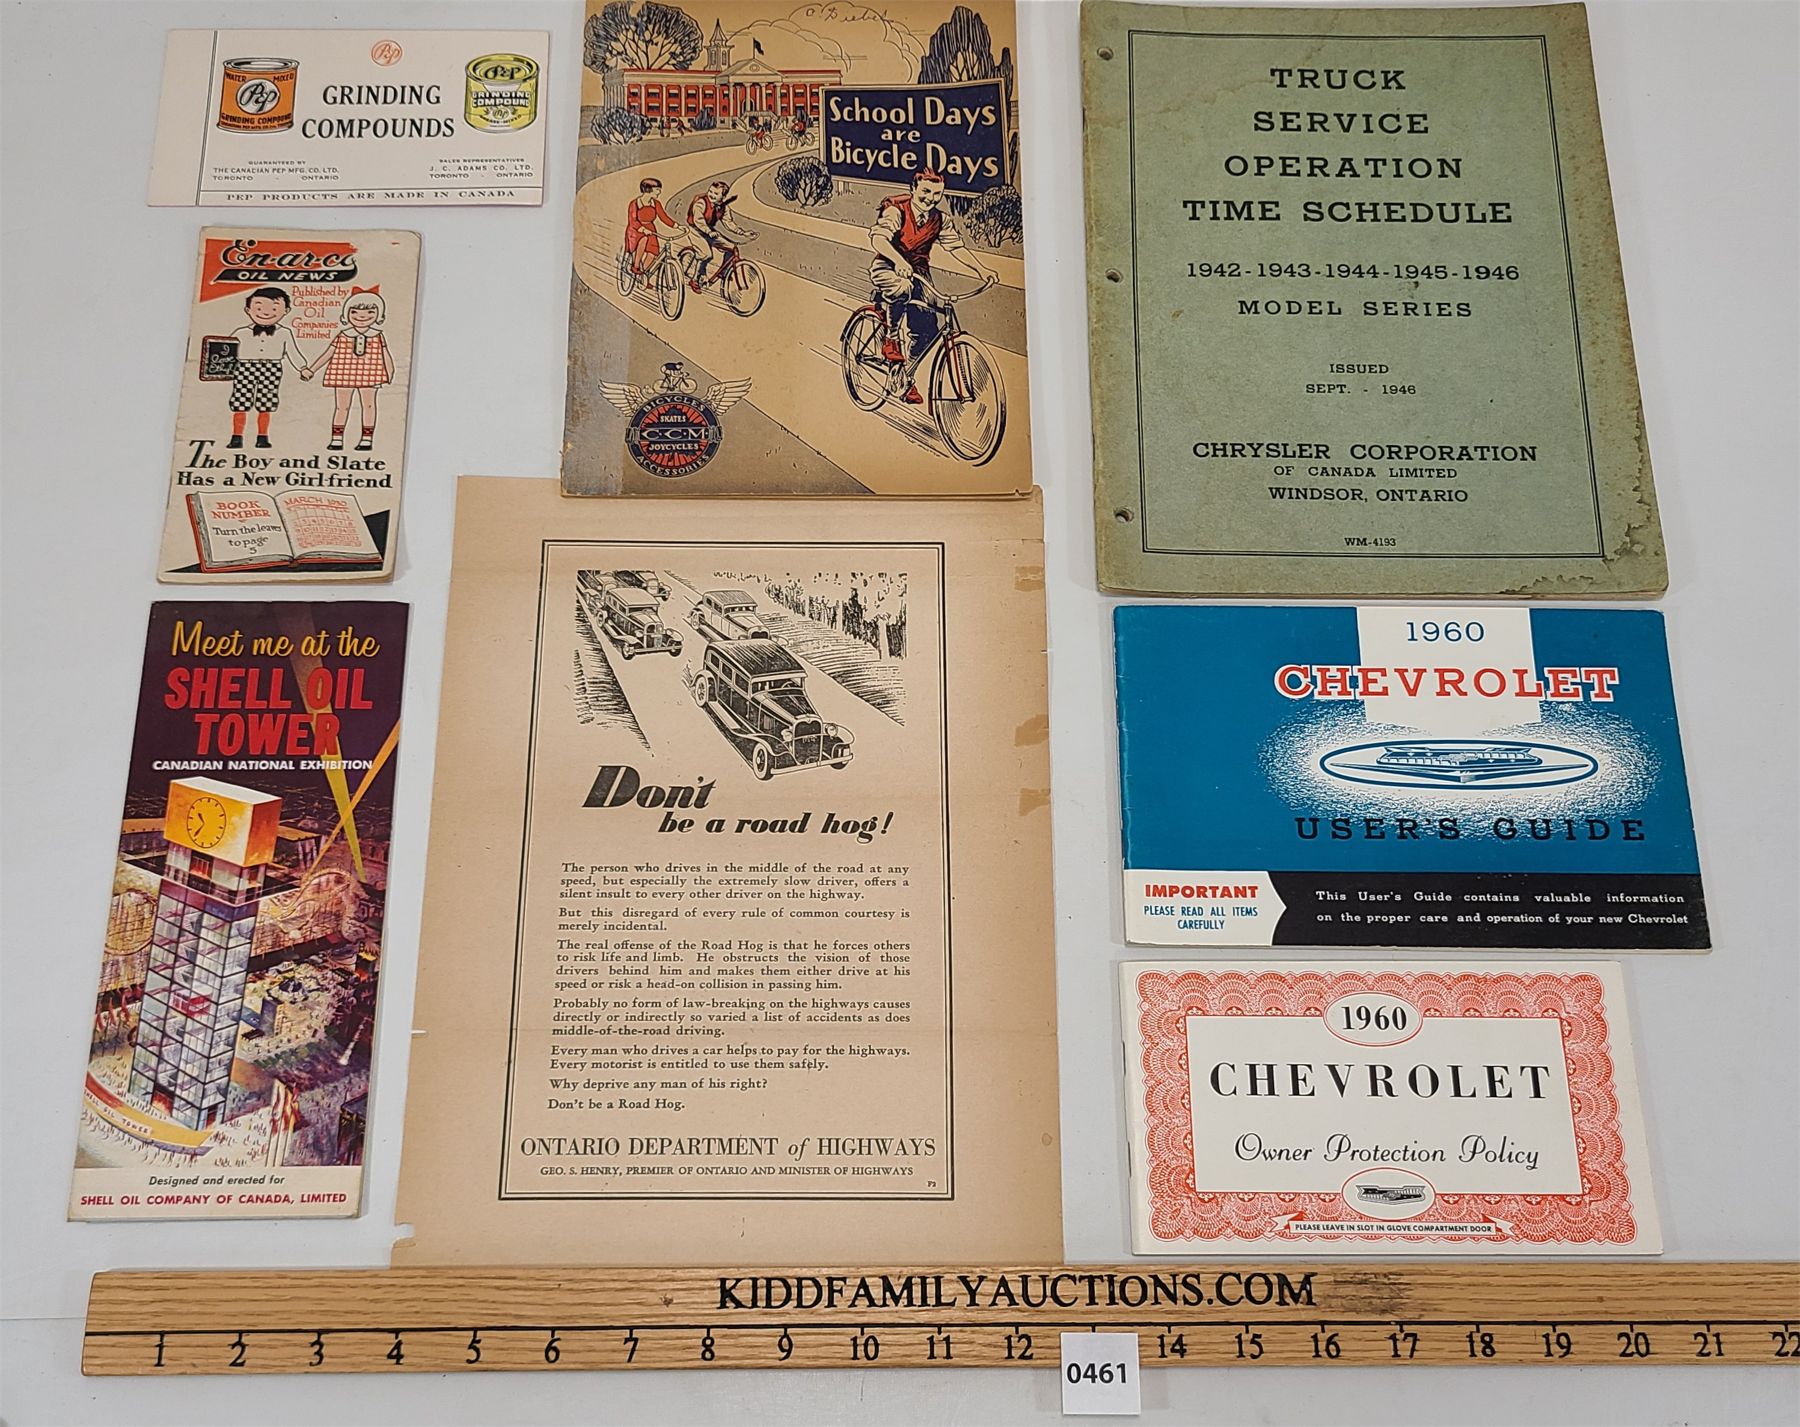 PEP
GRINDING
COMPOUNDS
WATER MIXED
PEP
GRINDING COMPOUND
PEP
GRINDING
COMPOUND
GUARANTEED BY
THE CANADIAN PEP MFG. CO. LTD.
TORONTO - ONTARIO
SALES REPRESENTATIVES
J. C. ADAMS CO. LTD.
TORONTO - ONTARIO
PEP PRODUCTS ARE MADE IN CANADA
En-ar-co
OIL NEWS
Published by
Canadian
Oil
Companies
Limited
The Boy and Slate
Has a New Girl-friend
BOOK
NUMBER
Turn the leaves
to page
5
MARCH 1932
Meet me at the
SHELL OIL
TOWER
CANADIAN NATIONAL EXHIBITION
SHELL OIL TOWER
Designed and erected for
SHELL OIL COMPANY OF CANADA, LIMITED
School Days
are
Bicycle Days
BICYCLES
SKATES
C.C.M.
JOYCYCLES
ACCESSORIES
Don't
be a road hog!
The person who drives in the middle of the road at any
speed, but especially the extremely slow driver, offers a
silent insult to every other driver on the highway.
But this disregard of every rule of common courtesy is
merely incidental.
The real offense of the Road Hog is that he forces others
to risk life and limb. He obstructs the vision of those
drivers behind him and makes them either drive at his
speed or risk a head-on collision in passing him.
Probably no form of law-breaking on the highways causes
directly or indirectly so varied a list of accidents as does
middle-of-the-road driving.
Every man who drives a car helps to pay for the highways.
Every motorist is entitled to use them safely.
Why deprive any man of his right?
Don't be a Road Hog.
ONTARIO DEPARTMENT of HIGHWAYS
GEO. S. HENRY, PREMIER OF ONTARIO AND MINISTER OF HIGHWAYS
F2
TRUCK
SERVICE
OPERATION
TIME SCHEDULE
1942-1943-1944-1945-1946
MODEL SERIES
ISSUED
SEPT. - 1946
CHRYSLER CORPORATION
OF CANADA LIMITED
WINDSOR, ONTARIO
WM-4193
1960
CHEVROLET
USER'S GUIDE
IMPORTANT
PLEASE READ ALL ITEMS
CAREFULLY
This User's Guide contains valuable information
on the proper care and operation of your new Chevrolet
1960
CHEVROLET
Owner Protection Policy
PLEASE LEAVE IN SLOT IN GLOVE COMPARTMENT DOOR
KIDDFAMILYAUCTIONS.COM
1 2 3 4 5 6 7 8 9 10 11 12 14 15 16 17 18 19 20 21 22
0461